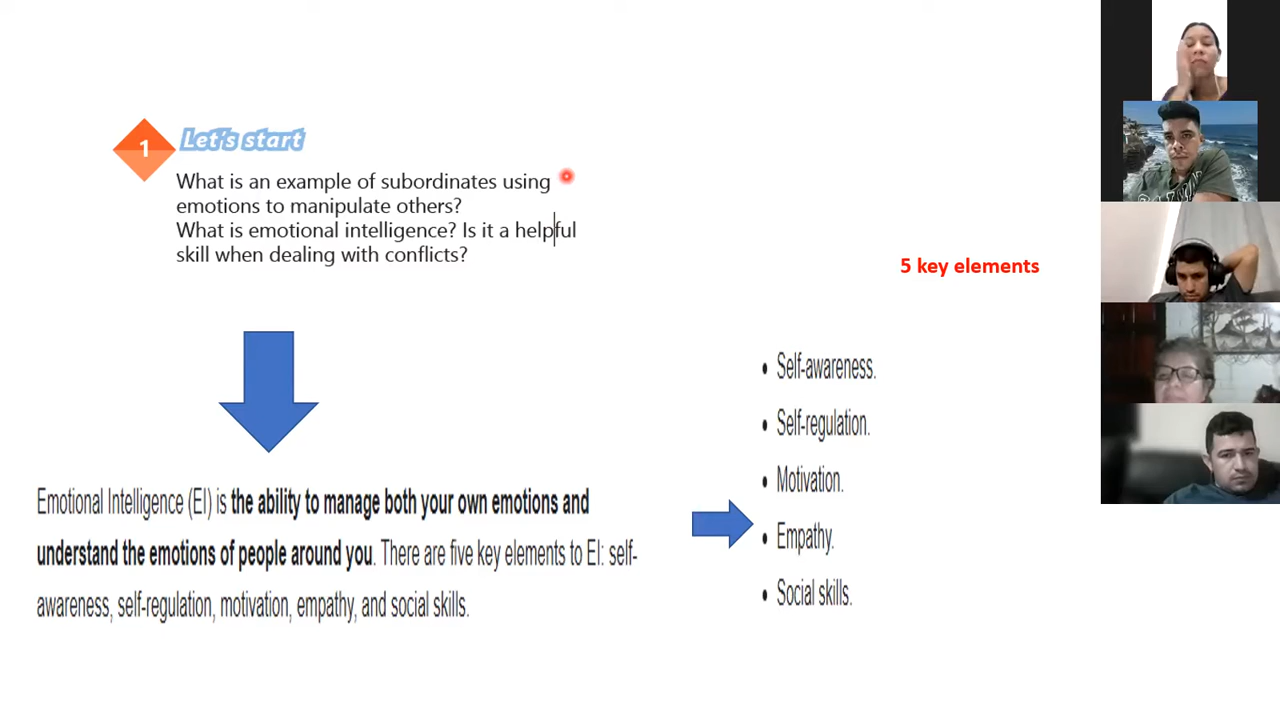 1
Let's start
What is an example of subordinates using
emotions to manipulate others?
What is emotional intelligence? Is it a helpful
skill when dealing with conflicts?
Emotional Intelligence (EI) is the ability to manage both your own emotions and
understand the emotions of people around you. There are five key elements to EI: self-
awareness, self-regulation, motivation, empathy, and social skills.
5 key elements
• Self-awareness.
• Self-regulation.
• Motivation.
• Empathy.
• Social skills.